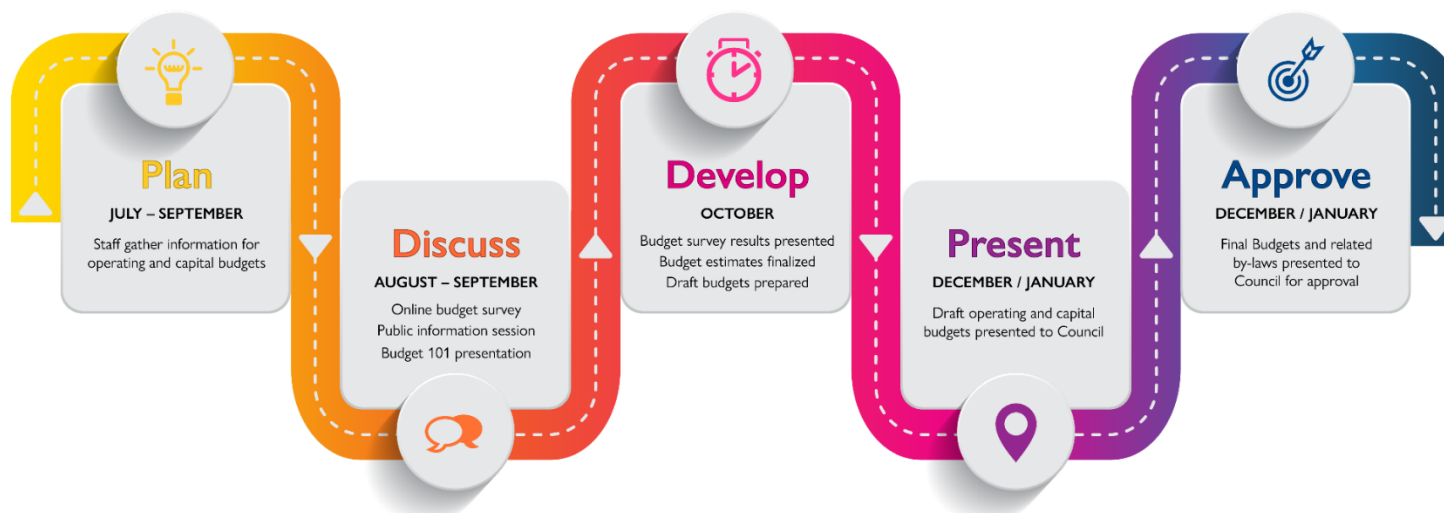 Plan
JULY – SEPTEMBER
Staff gather information for
operating and capital budgets
Discuss
AUGUST – SEPTEMBER
Online budget survey
Public information session
Budget 101 presentation
Develop
OCTOBER
Budget survey results presented
Budget estimates finalized
Draft budgets prepared
Present
DECEMBER / JANUARY
Draft operating and capital
budgets presented to Council
Approve
DECEMBER / JANUARY
Final Budgets and related
by-laws presented to
Council for approval